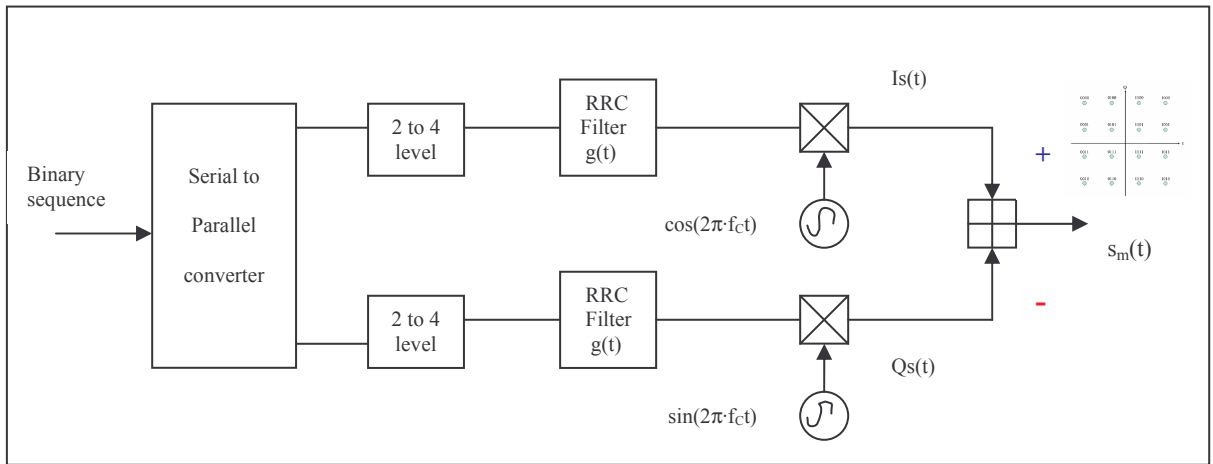 Binary
sequence
Serial to
Parallel
converter
2 to 4
level
RRC
Filter
g(t)
cos(2π·fCt)
Is(t)
2 to 4
level
RRC
Filter
g(t)
sin(2π·fCt)
Qs(t)
+
-
sm(t)